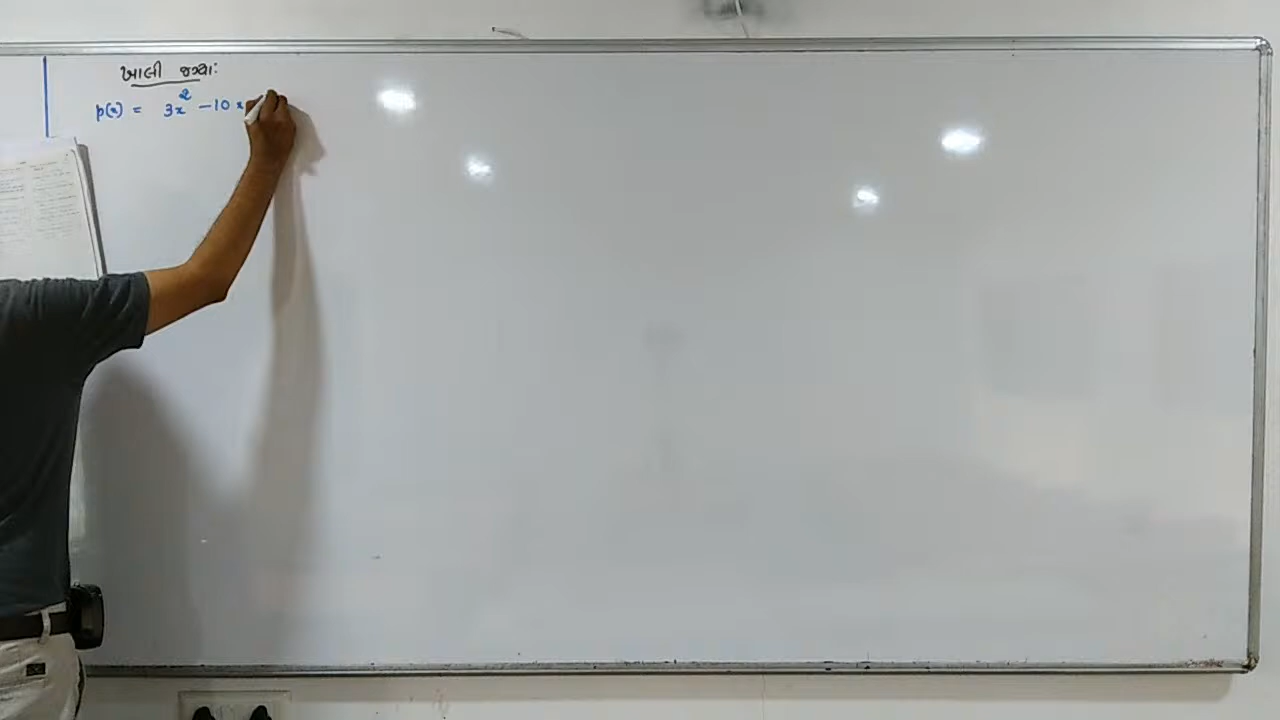 ખાલી જગ્યા:
p(x) = 3x² - 10x